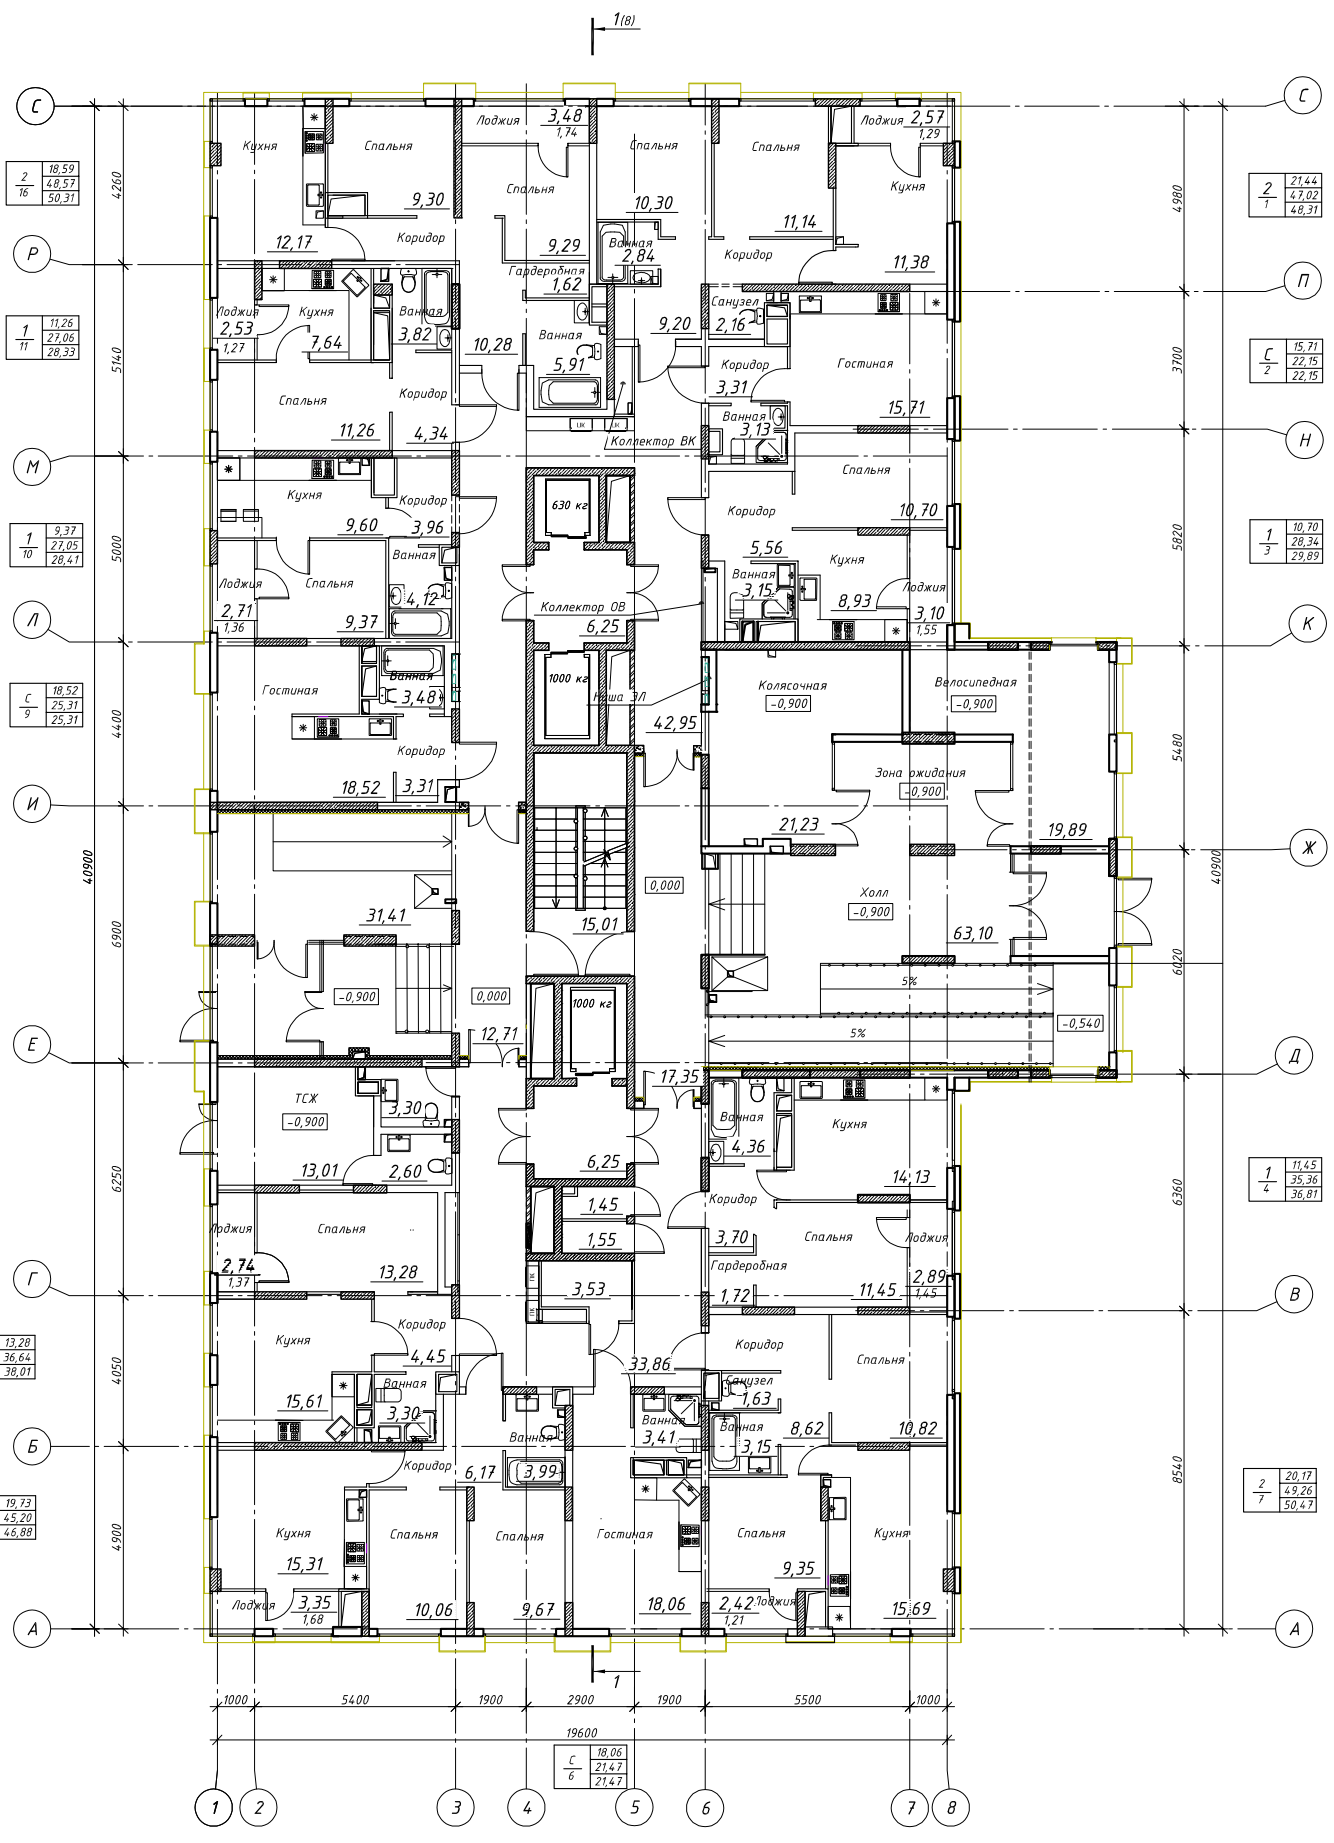 1(8)
С
С
Лоджия
3,48
1,74
Лоджия
2,57
1,29
Кухня
Спальня
Спальня
Спальня
2
16
18,59
48,57
50,31
4260
Спальня
Кухня
2
1
21,44
47,02
48,31
4980
9,30
10,30
11,14
12,17
Коридор
9,29
Ванная
2,84
Коридор
11,38
Р
Гардеробная
1,62
П
Лоджия
2,53
1,27
Кухня
7,64
Ванная
3,82
Санузел
2,16
1
11
11,26
27,06
28,33
5140
10,28
Ванная
5,91
9,20
Коридор
3,31
Гостиная
15,71
С
2
15,71
22,15
22,15
3700
Спальня
11,26
Коридор
4,34
ЦК
ЦК
Коллектор ВК
Ванная
3,13
М
Н
Кухня
9,60
Коридор
3,96
630 кг
Спальня
10,70
Коридор
5,56
1
10
9,37
27,05
28,41
5000
Лоджия
2,71
1,36
Спальня
9,37
Ванная
4,12
Коллектор ОВ
6,25
Ванная
3,15
Кухня
8,93
Лоджия
3,10
1,55
1
3
10,70
28,34
29,89
5820
Л
К
Гостиная
Ванная
3,48
1000 кг
Ниша ЭЛ
42,95
Колясочная
-0,900
Велосипедная
-0,900
С
9
18,52
25,31
25,31
4400
Коридор
18,52
3,31
Зона ожидания
-0,900
21,23
19,89
5480
И
Ж
40900
40900
31,41
15,01
0,000
Холл
-0,900
63,10
6900
6020
-0,900
0,000
12,71
1000 кг
5%
5%
-0,540
Е
Д
ТСЖ
-0,900
3,30
13,01
2,60
17,35
6,25
Ванная
4,36
Кухня
14,13
6250
6360
1
4
11,45
35,36
36,81
Лоджия
2,74
1,37
Спальня
13,28
1,45
1,55
Коридор
3,70
Гардеробная
1,72
Спальня
11,45
Лоджия
2,89
1,45
Г
В
ПК
ПК
3,53
13,28
36,64
38,01
4050
Кухня
15,61
Коридор
4,45
Ванная
3,30
33,86
Коридор
Санузел
1,63
Спальня
10,82
Ванная
3,41
Ванная
3,15
8,62
Б
Коридор
6,17
Ванная
3,99
19,73
45,20
46,88
4900
Кухня
15,31
Спальня
10,06
Спальня
9,67
Гостиная
18,06
Спальня
9,35
Кухня
15,69
2
7
20,17
49,26
50,47
8540
Лоджия
3,35
1,68
2,42
1,21
Лоджия
А
А
1
1000
5400
1900
2900
1900
5500
1000
19600
С
6
18,06
21,47
21,47
1
2
3
4
5
6
7
8